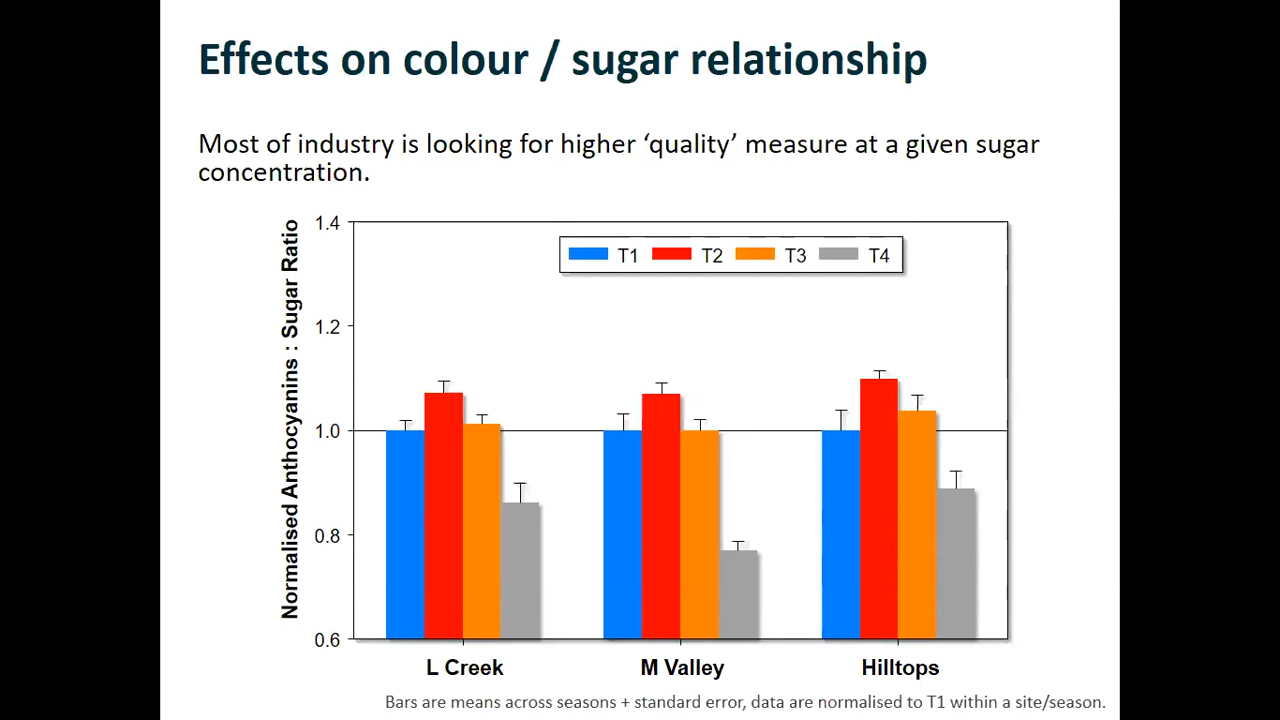 Effects on colour / sugar relationship
Most of industry is looking for higher ‘quality’ measure at a given sugar
concentration.
Normalised Anthocyanins : Sugar Ratio
1.4
1.2
1.0
0.8
0.6
T1 T2 T3 T4
L Creek M Valley Hilltops
Bars are means across seasons + standard error, data are normalised to T1 within a site/season.